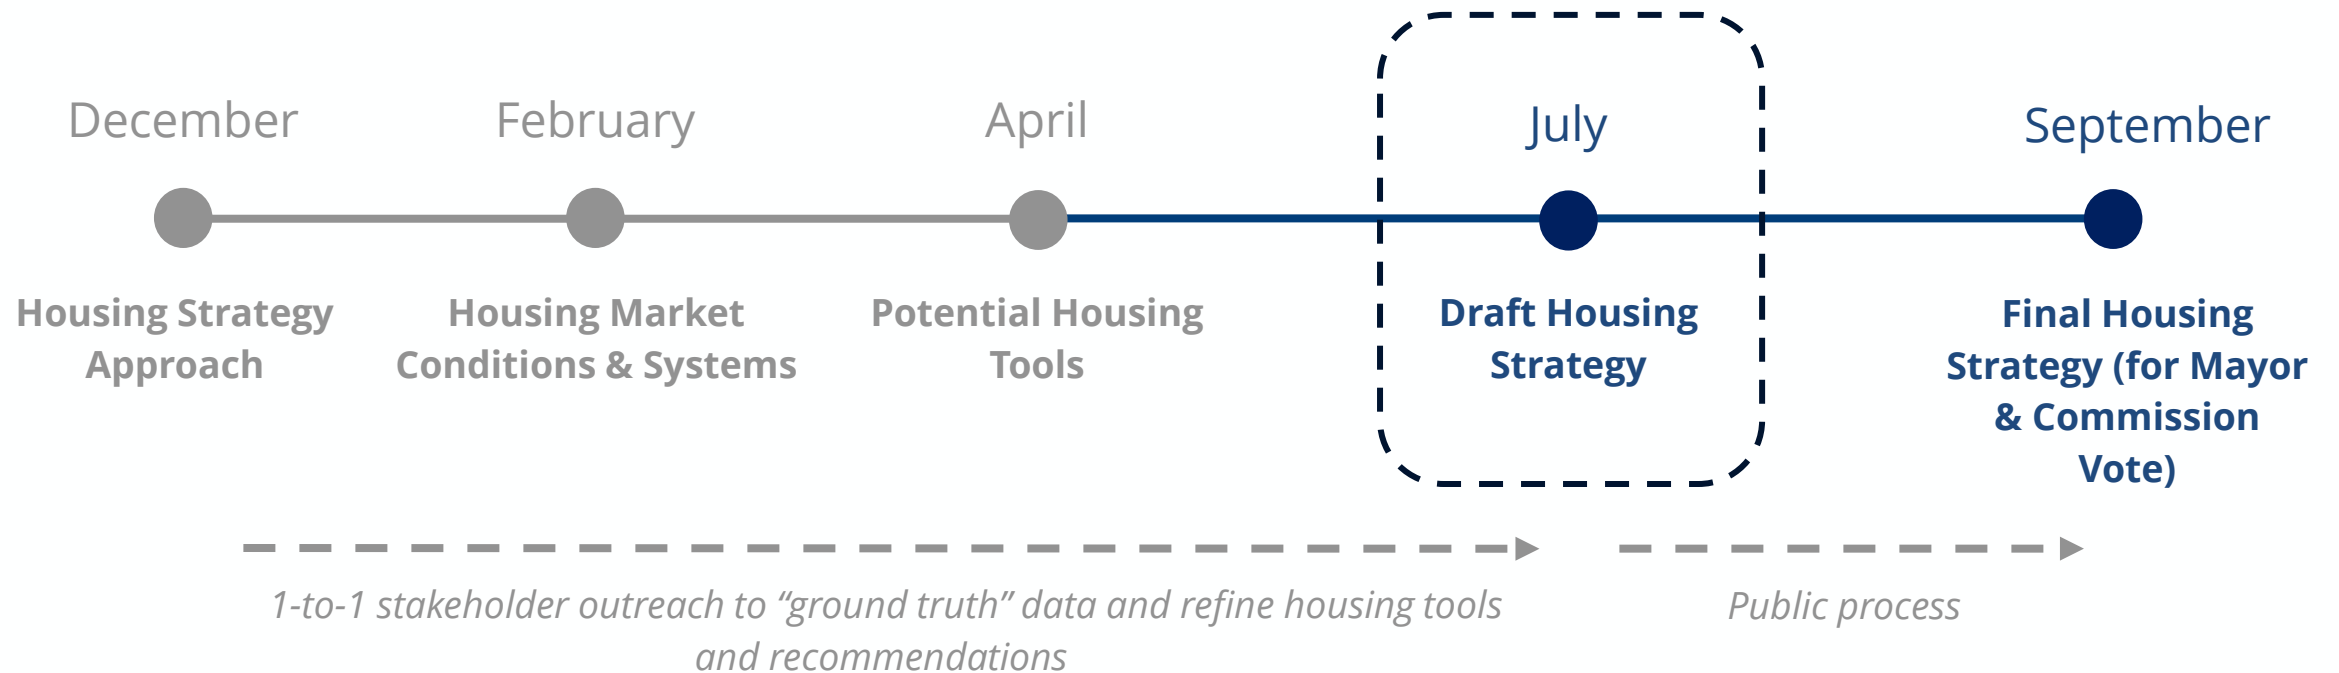 December
February
April
July
September
Housing Strategy
Approach
Housing Market
Conditions & Systems
Potential Housing
Tools
Draft Housing
Strategy
Final Housing
Strategy (for Mayor
& Commission
Vote)
1-to-1 stakeholder outreach to “ground truth” data and refine housing tools
and recommendations
Public process